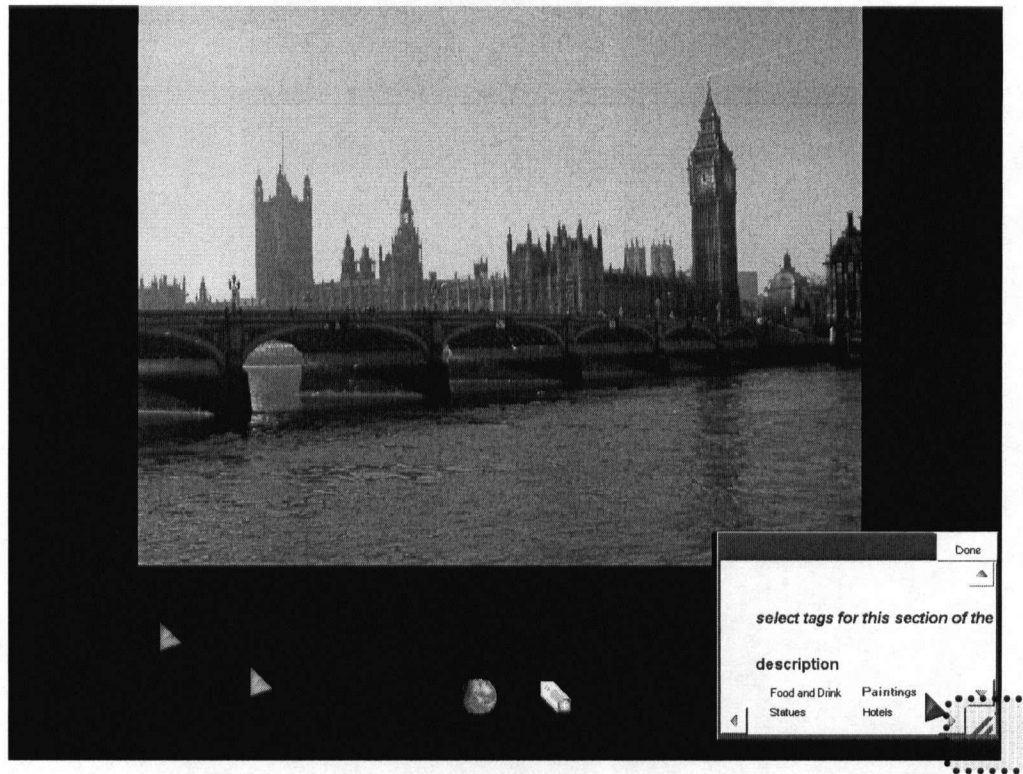 Done
select tags for this section of the
description
Food and Drink Paintings
Statues Hotels